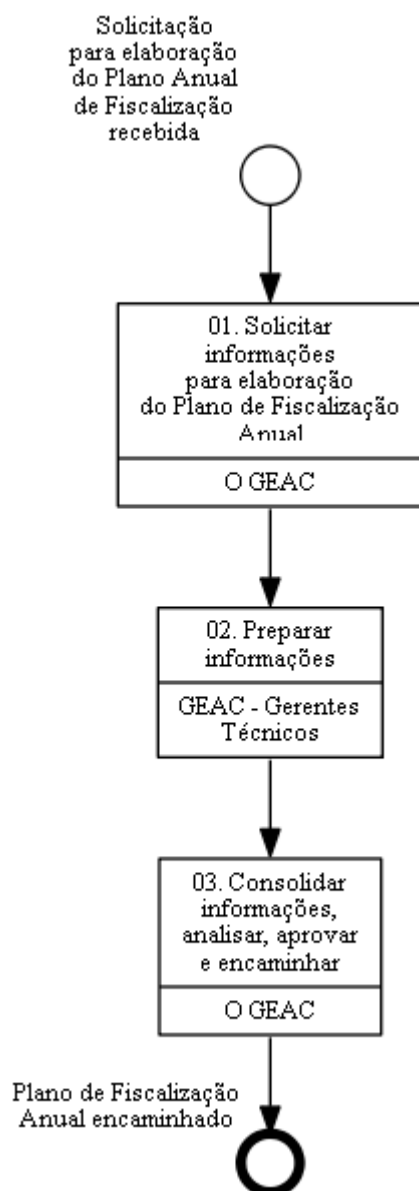 Solicitação
para elaboração
do Plano Anual
de Fiscalização
recebida
01. Solicitar
informações
para elaboração
do Plano de Fiscalização
Anual
O GEAC
02. Preparar
informações
GEAC - Gerentes
Técnicos
03. Consolidar
informações,
analisar, aprovar
e encaminhar
O GEAC
Plano de Fiscalização
Anual encaminhado